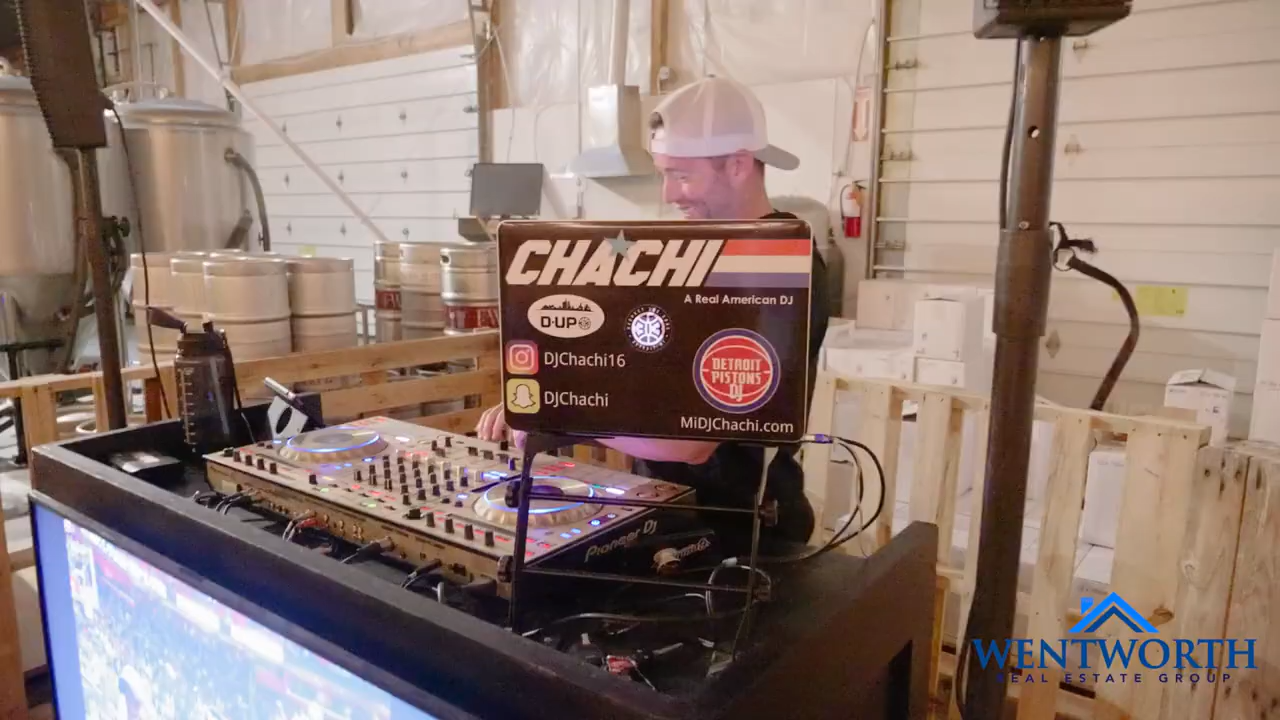 CHACHI
A Real American DJ
D-UP
DJChachi16
DETROIT
PISTONS
DJ
DJChachi
MiDJChachi.com
Pioneer DJ
WENTWORTH
REAL ESTATE GROUP